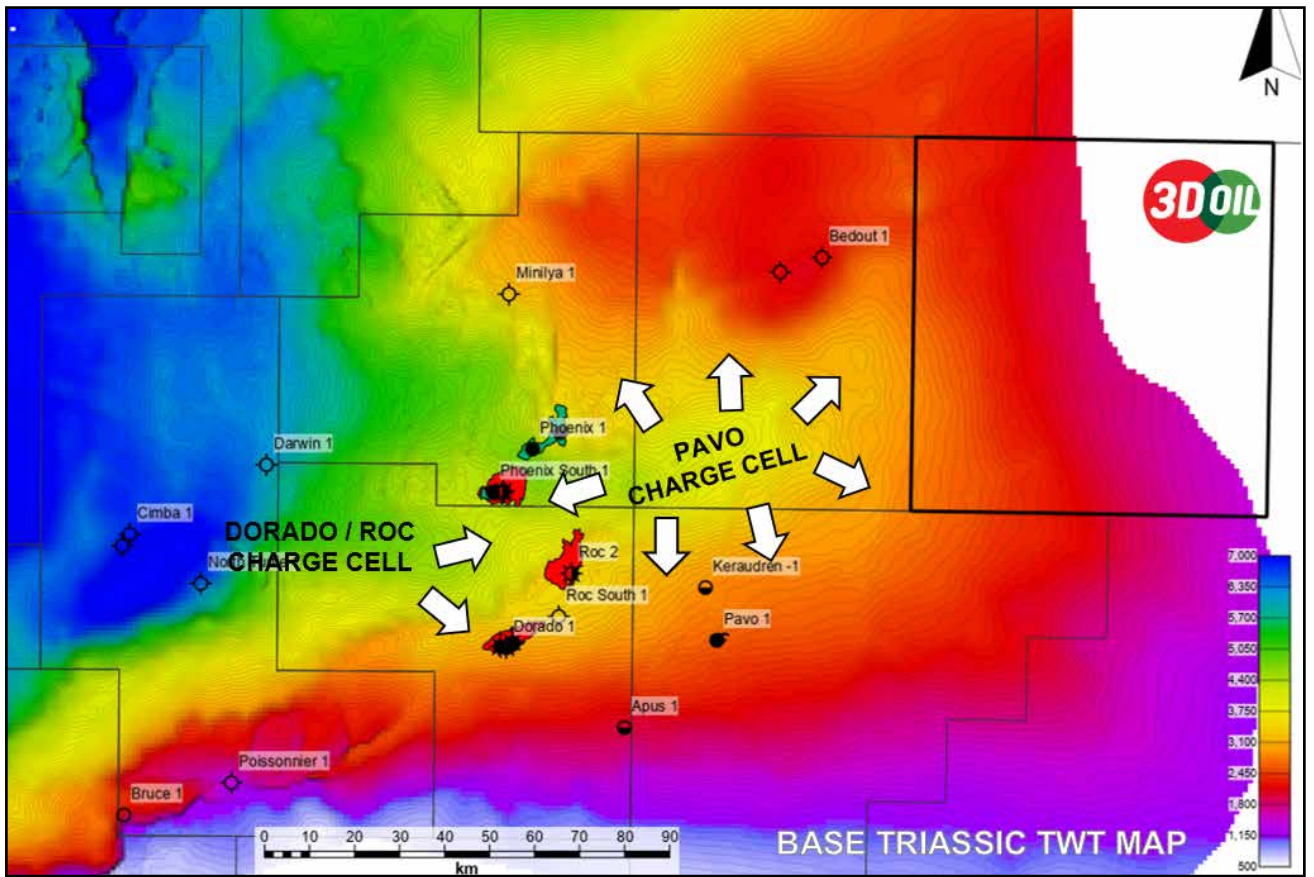 N
3D OIL
Bedout 1
Minilya 1
Phoenix 1
PAVO
CHARGE CELL
Phoenix South 1
Darwin 1
Cimba 1
DORADO / ROC
CHARGE CELL
Roc 2
Keraudren -1
Roc South 1
Dorado 1
Pavo 1
Apus 1
Poissonnier 1
Bruce 1
7,000
6,350
5,700
5,050
4,400
3,750
3,100
2,450
1,800
1,150
500
0 10 20 30 40 50 60 70 80 90
km
BASE TRIASSIC TWT MAP